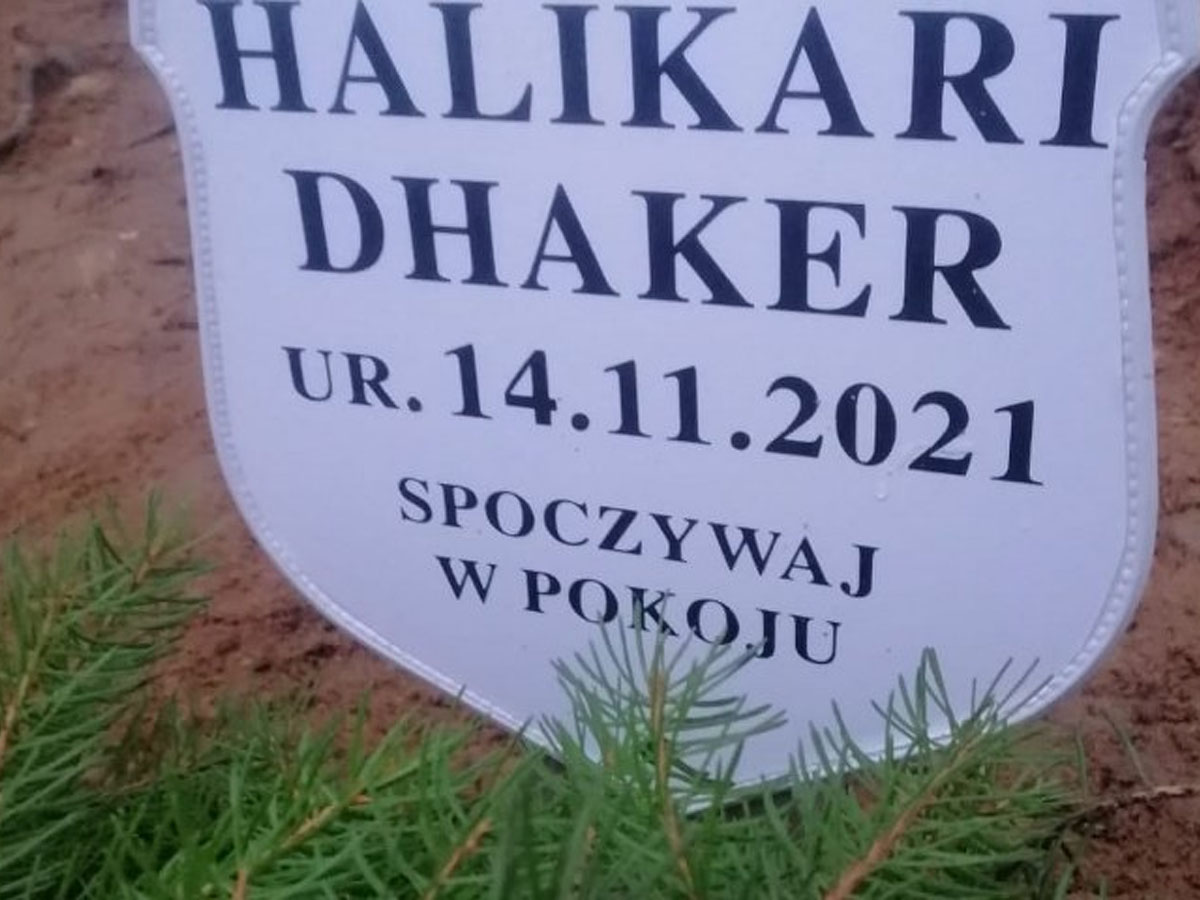 HALIKARI
DHAKER
UR. 14.11.2021
SPOCZYWAJ
W POKOJU